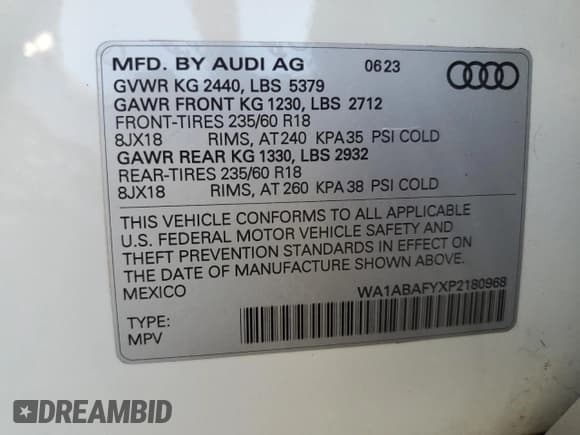 MFD. BY AUDI AG 0623
GVWR KG 2440, LBS 5379
GAWR FRONT KG 1230, LBS 2712
FRONT-TIRES 235/60 R18
8JX18 RIMS, AT 240 KPA 35 PSI COLD
GAWR REAR KG 1330, LBS 2932
REAR-TIRES 235/60 R18
8JX18 RIMS, AT 260 KPA 38 PSI COLD
THIS VEHICLE CONFORMS TO ALL APPLICABLE
U.S. FEDERAL MOTOR VEHICLE SAFETY AND
THEFT PREVENTION STANDARDS IN EFFECT ON
THE DATE OF MANUFACTURE SHOWN ABOVE.
MEXICO WA1ABAFYXP2180968
TYPE:
MPV
DREAMBID